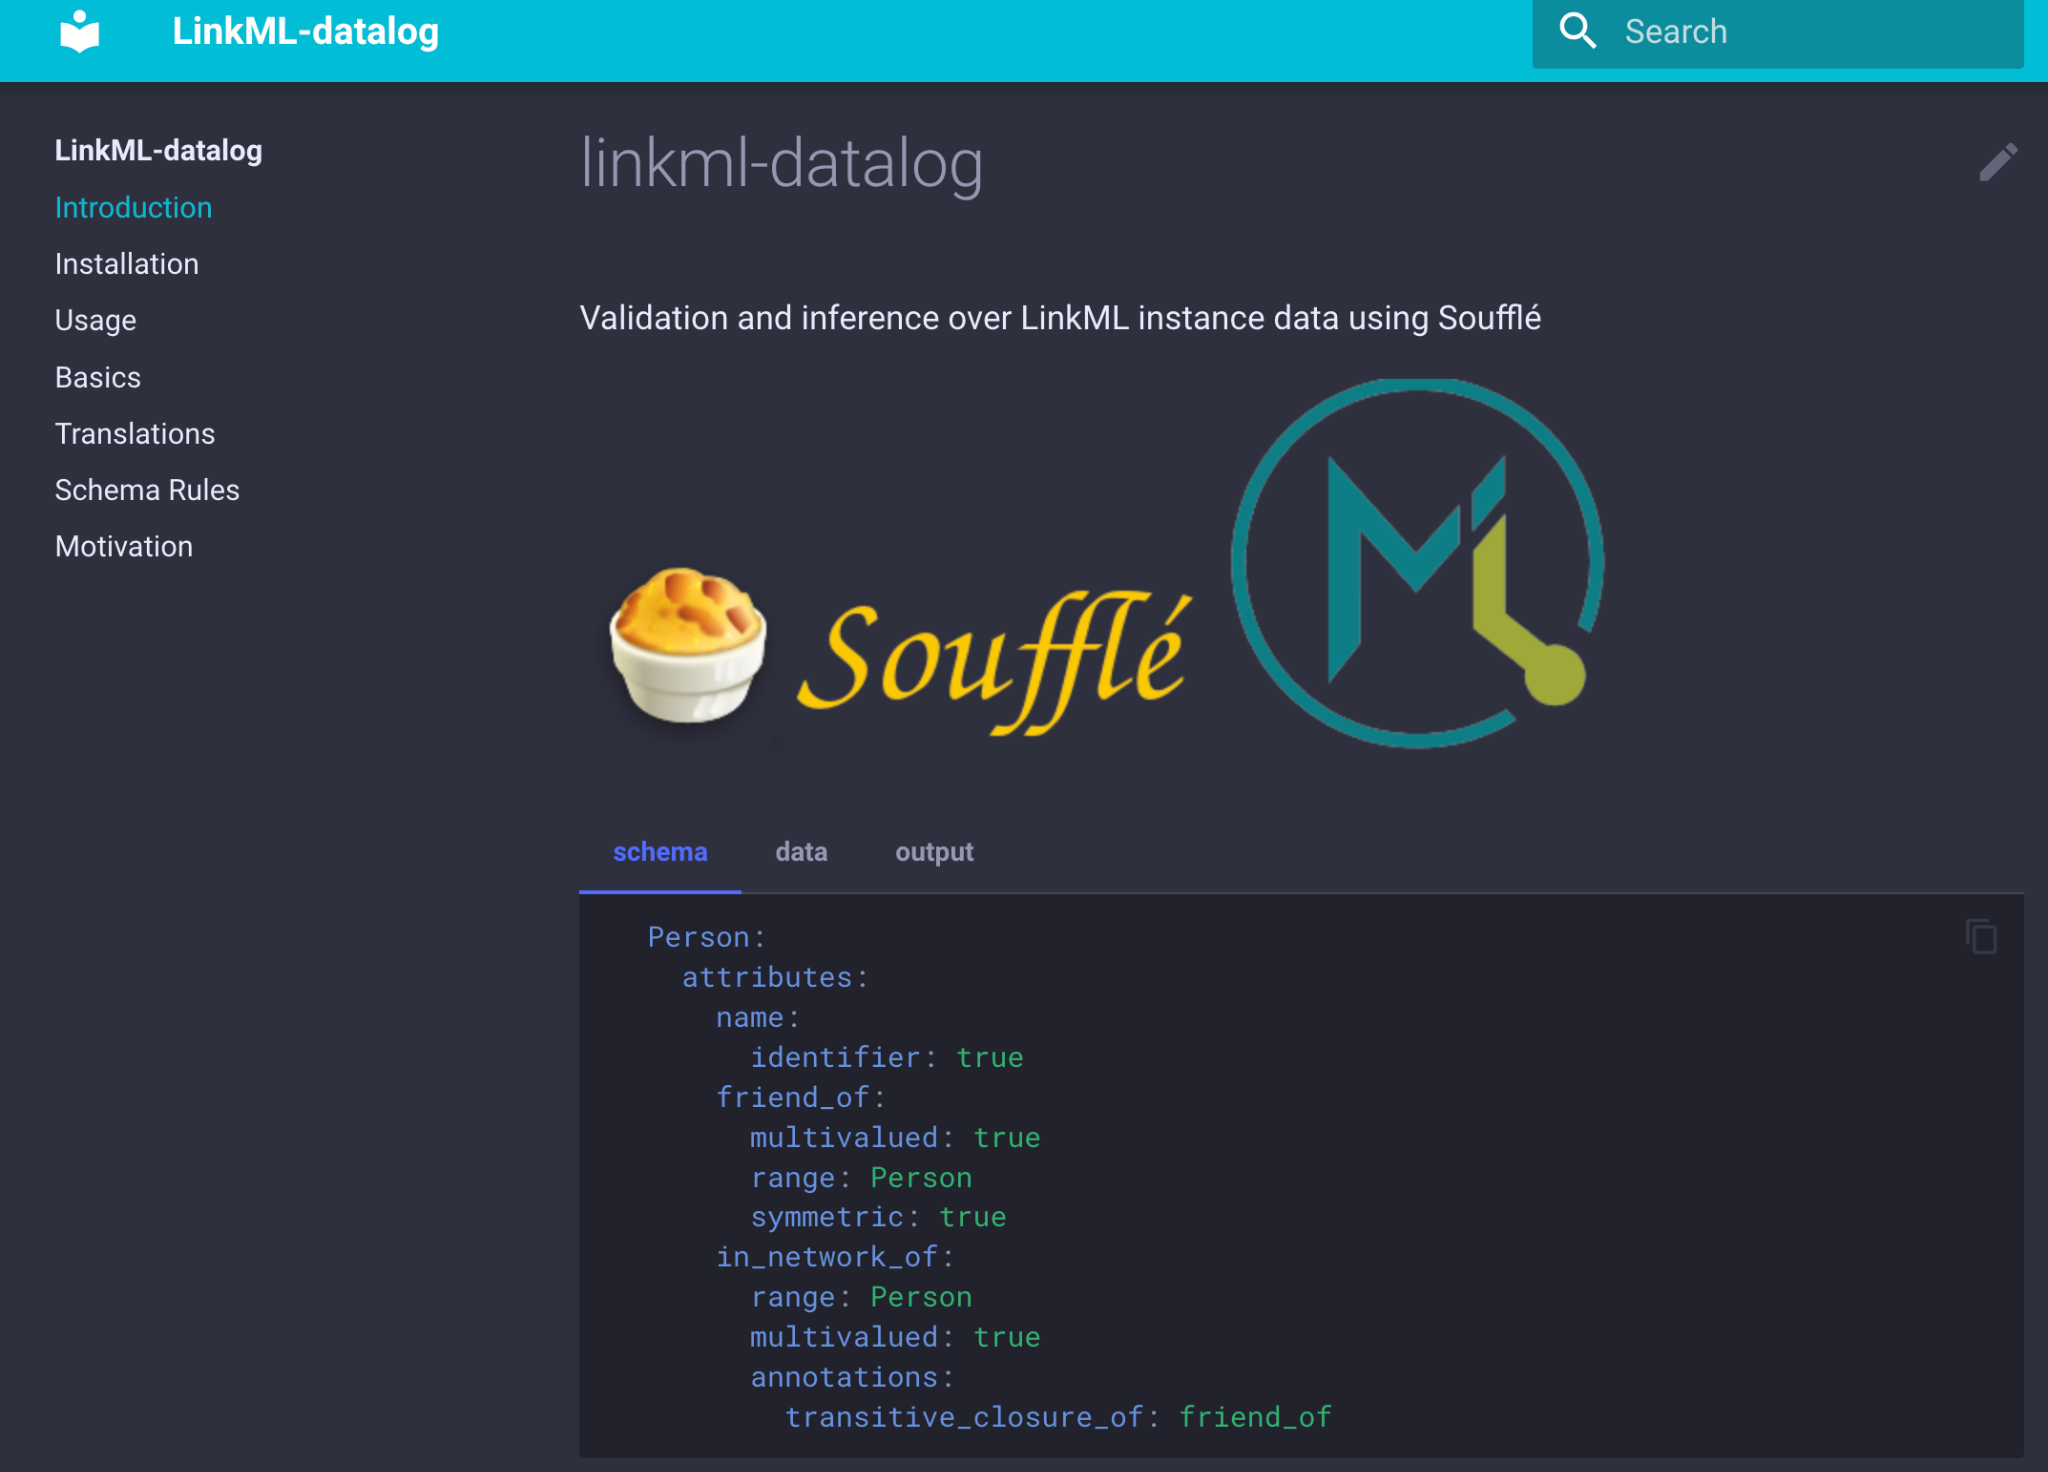 LinkML-datalog
Search
LinkML-datalog
Introduction
Installation
Usage
Basics
Translations
Schema Rules
Motivation
linkml-datalog
Validation and inference over LinkML instance data using Soufflé
Soufflé
schema data output
Person:
  attributes:
    name:
      identifier: true
    friend_of:
      multivalued: true
      range: Person
      symmetric: true
    in_network_of:
      range: Person
      multivalued: true
      annotations:
        transitive_closure_of: friend_of